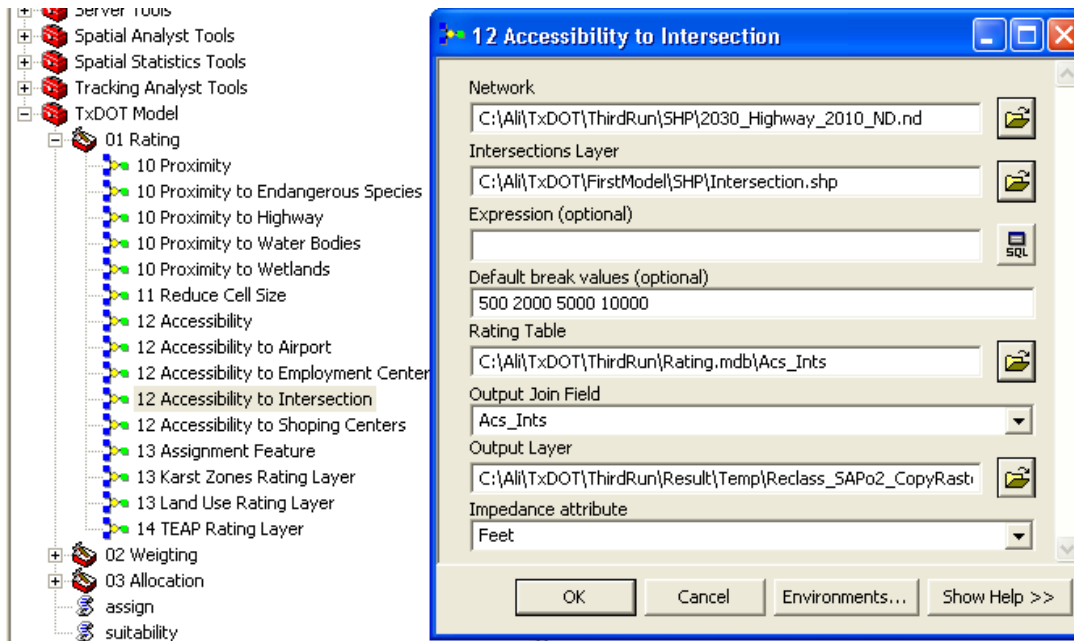 Server Tools
Spatial Analyst Tools
Spatial Statistics Tools
Tracking Analyst Tools
TxDOT Model
01 Rating
10 Proximity
10 Proximity to Endangerous Species
10 Proximity to Highway
10 Proximity to Water Bodies
10 Proximity to Wetlands
11 Reduce Cell Size
12 Accessibility
12 Accessibility to Airport
12 Accessibility to Employment Center
12 Accessibility to Intersection
12 Accessibility to Shoping Centers
13 Assignment Feature
13 Karst Zones Rating Layer
13 Land Use Rating Layer
14 TEAP Rating Layer
02 Weigting
03 Allocation
assign
suitability
12 Accessibility to Intersection
Network
C:\Ali\TxDOT\ThirdRun\SHP\2030_Highway_2010_ND.nd
Intersections Layer
C:\Ali\TxDOT\FirstModel\SHP\Intersection.shp
Expression (optional)
SQL
Default break values (optional)
500 2000 5000 10000
Rating Table
C:\Ali\TxDOT\ThirdRun\Rating.mdb\Acs_Ints
Output Join Field
Acs_Ints
Output Layer
C:\Ali\TxDOT\ThirdRun\Result\Temp\Reclass_SAPo2_CopyRast
Impedance attribute
Feet
OK
Cancel
Environments...
Show Help >>